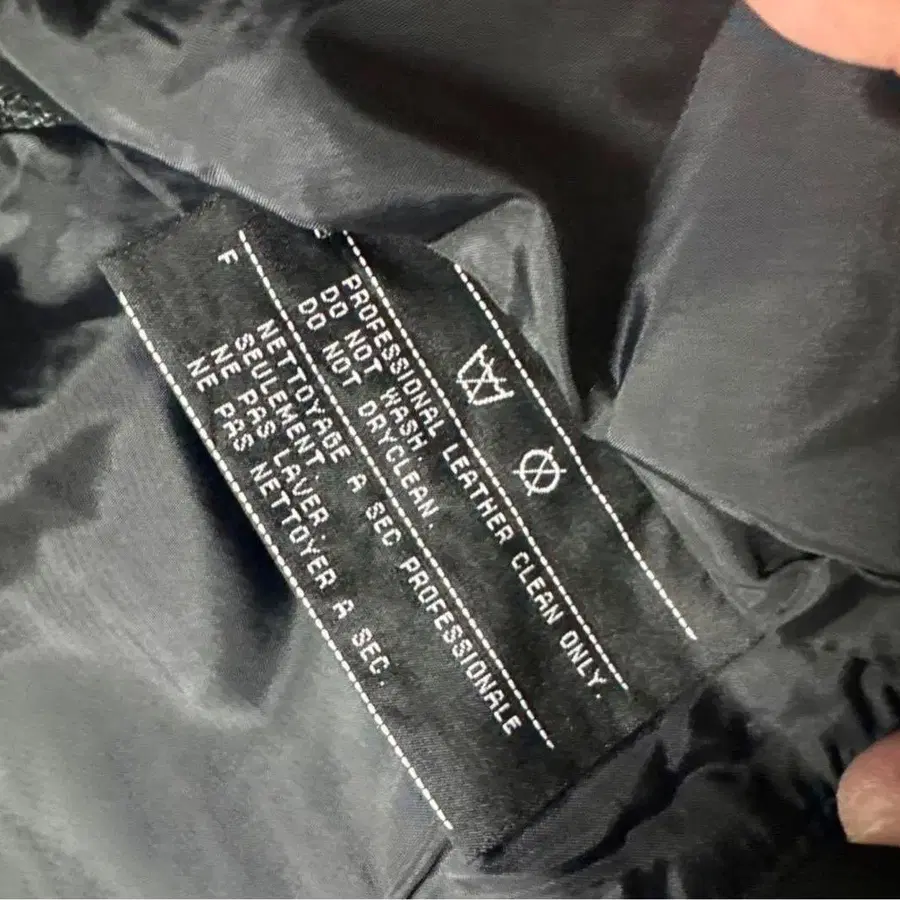 PROFESSIONAL LEATHER CLEAN ONLY.
DO NOT WASH.
DO NOT DRYCLEAN.
F
NETTOYAGE A SEC PROFESSIONALE
SEULEMENT.
NE PAS LAVER.
NE PAS NETTOYER A SEC.